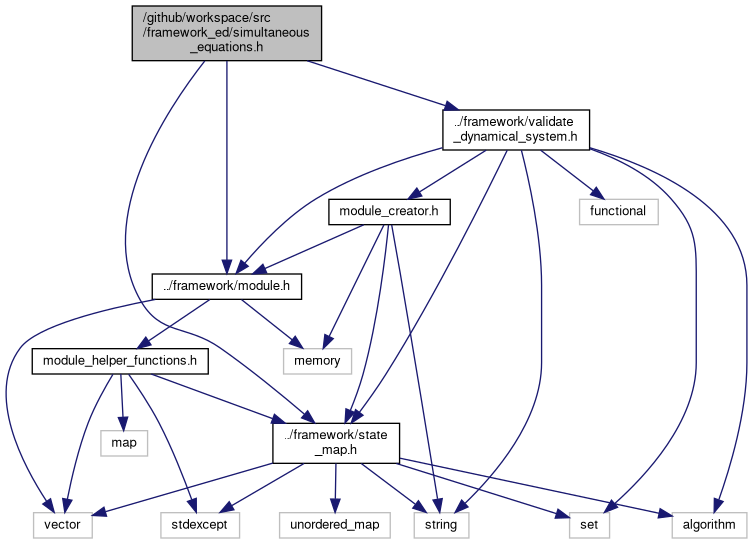 /github/workspace/src
/framework_ed/simultaneous
_equations.h
../framework/validate
_dynamical_system.h
module_creator.h
functional
../framework/module.h
module_helper_functions.h
memory
map
../framework/state
_map.h
vector
stdexcept
unordered_map
string
set
algorithm